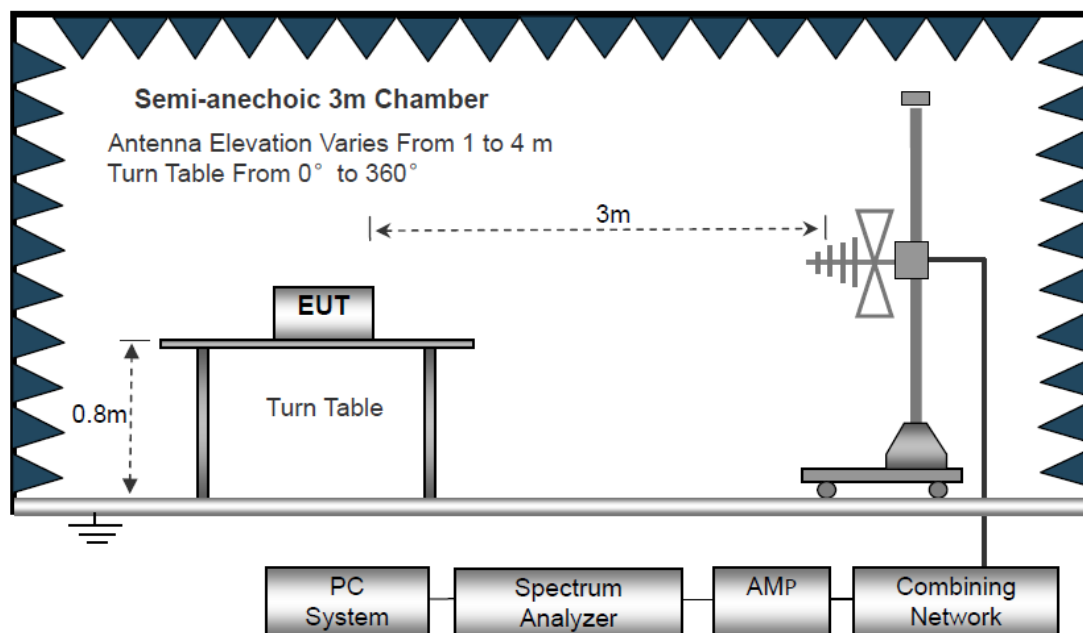 Semi-anechoic 3m Chamber
Antenna Elevation Varies From 1 to 4 m
Turn Table From 0° to 360°
3m
EUT
0.8m
Turn Table
PC
System
Spectrum
Analyzer
AMP
Combining
Network